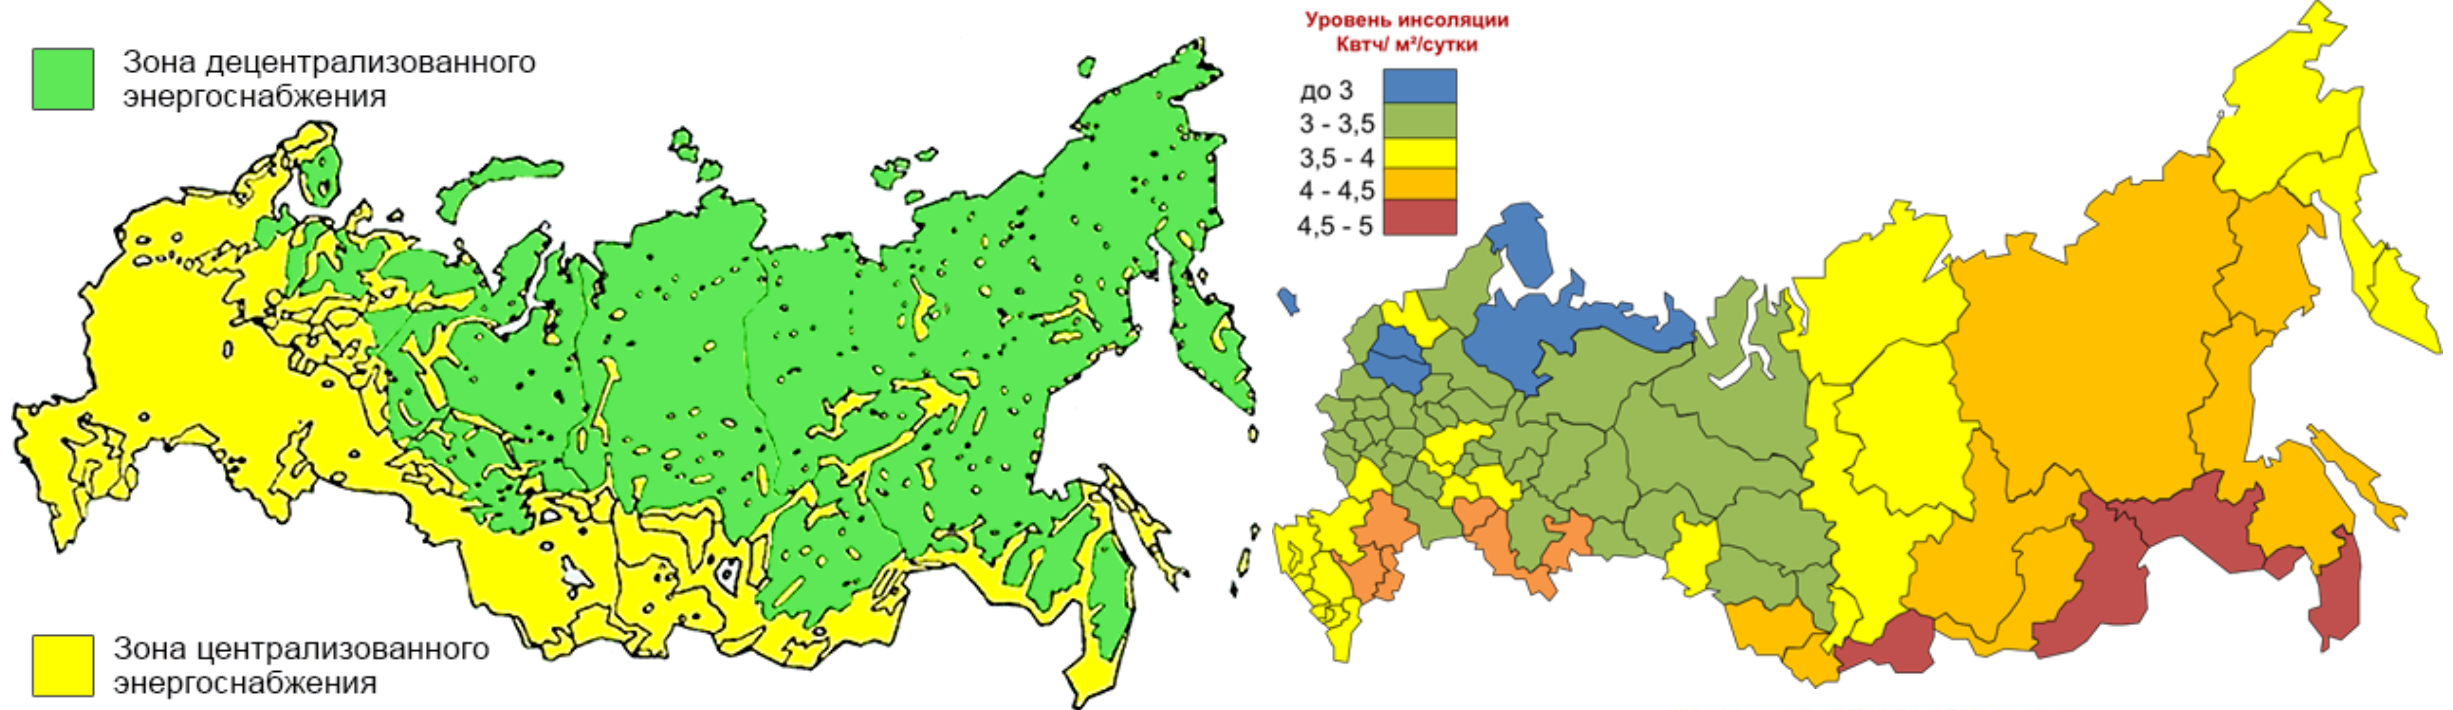 Зона децентрализованного
энергоснабжения
Зона централизованного
энергоснабжения
Уровень инсоляции
Квтч/ м²/сутки
до 3
3 - 3,5
3,5 - 4
4 - 4,5
4,5 - 5